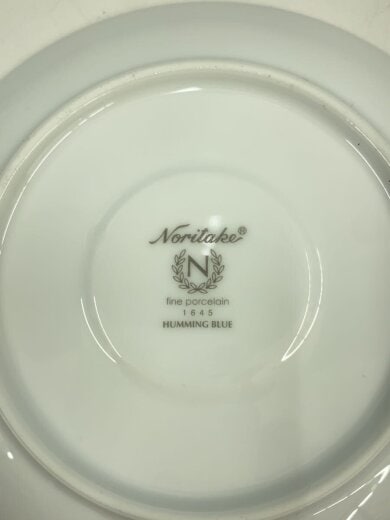 Noritake®
N
fine porcelain
1645
HUMMING BLUE